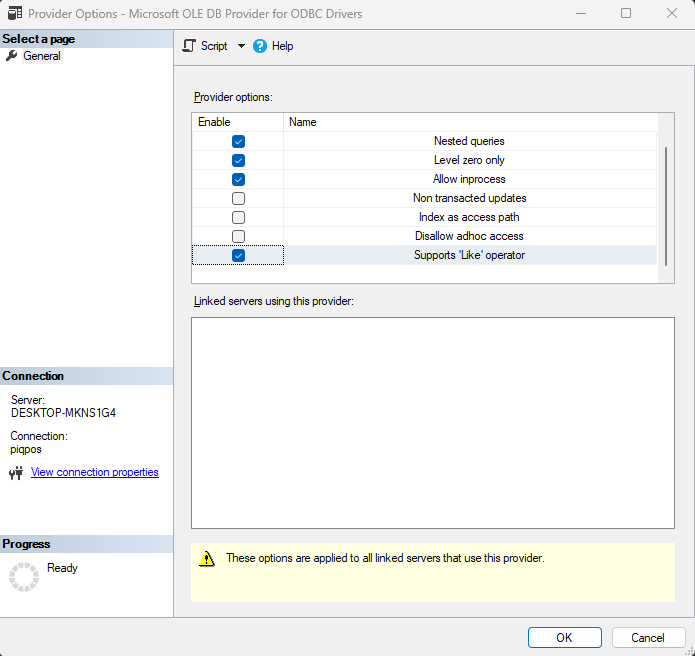 Provider Options - Microsoft OLE DB Provider for ODBC Drivers
Select a page
General
Script
Help
Provider options:
Enable Name
Nested queries
Level zero only
Allow inprocess
Non transacted updates
Index as access path
Disallow adhoc access
Supports 'Like' operator
Linked servers using this provider:
Connection
Server:
DESKTOP-MKNS1G4
Connection:
piqpos
View connection properties
Progress
Ready
These options are applied to all linked servers that use this provider.
OK Cancel